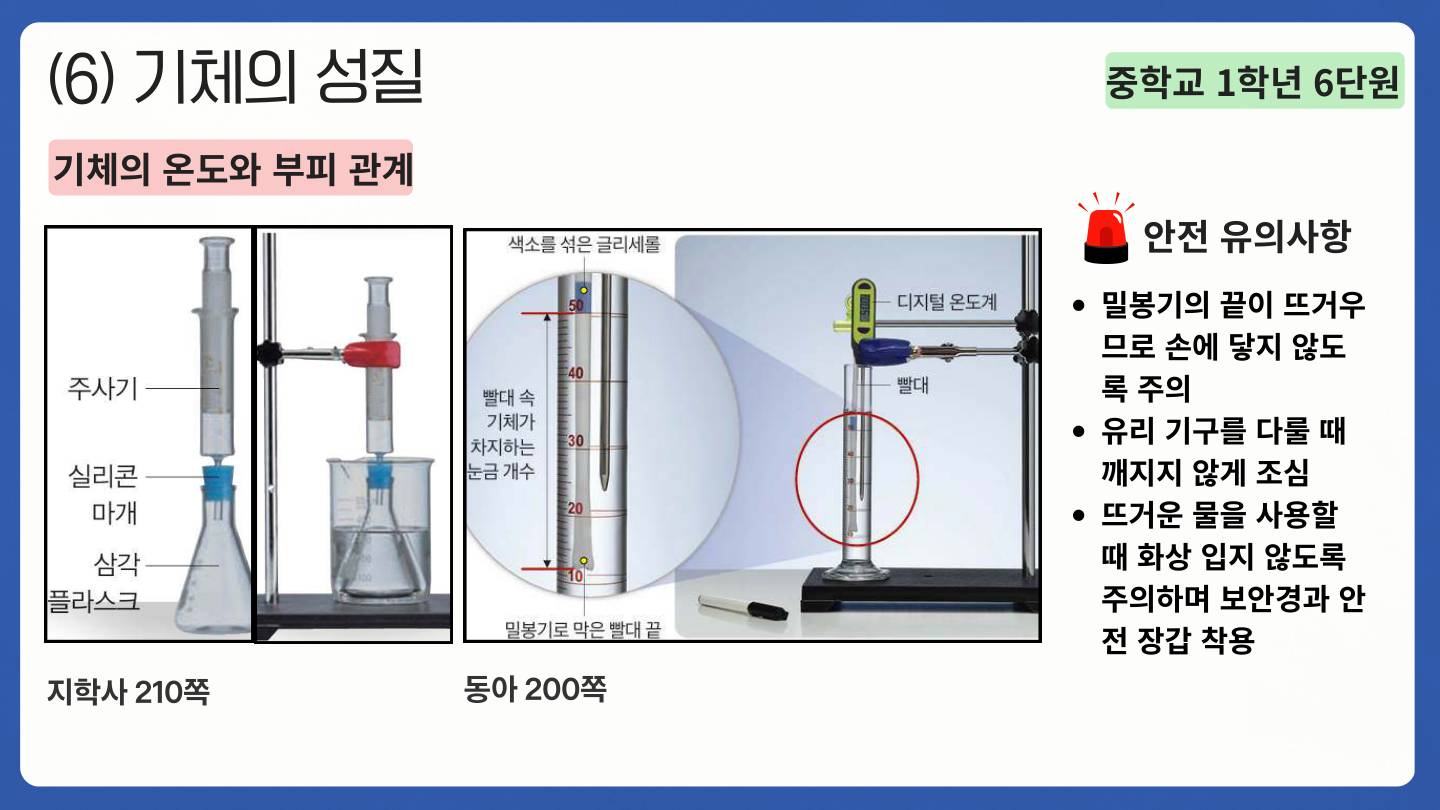 (6) 기체의 성질
중학교 1학년 6단원
기체의 온도와 부피 관계
주사기
실리콘
마개
삼각
플라스크
색소를 섞은 글리세롤
50
40
30
20
10
빨대 속
기체가
차지하는
눈금 개수
밀봉기로 막은 빨대 끝
디지털 온도계
빨대
안전 유의사항
• 밀봉기의 끝이 뜨거우
므로 손에 닿지 않도
록 주의
• 유리 기구를 다룰 때
깨지지 않게 조심
• 뜨거운 물을 사용할
때 화상 입지 않도록
주의하며 보안경과 안
전 장갑 착용
지학사 210쪽
동아 200쪽